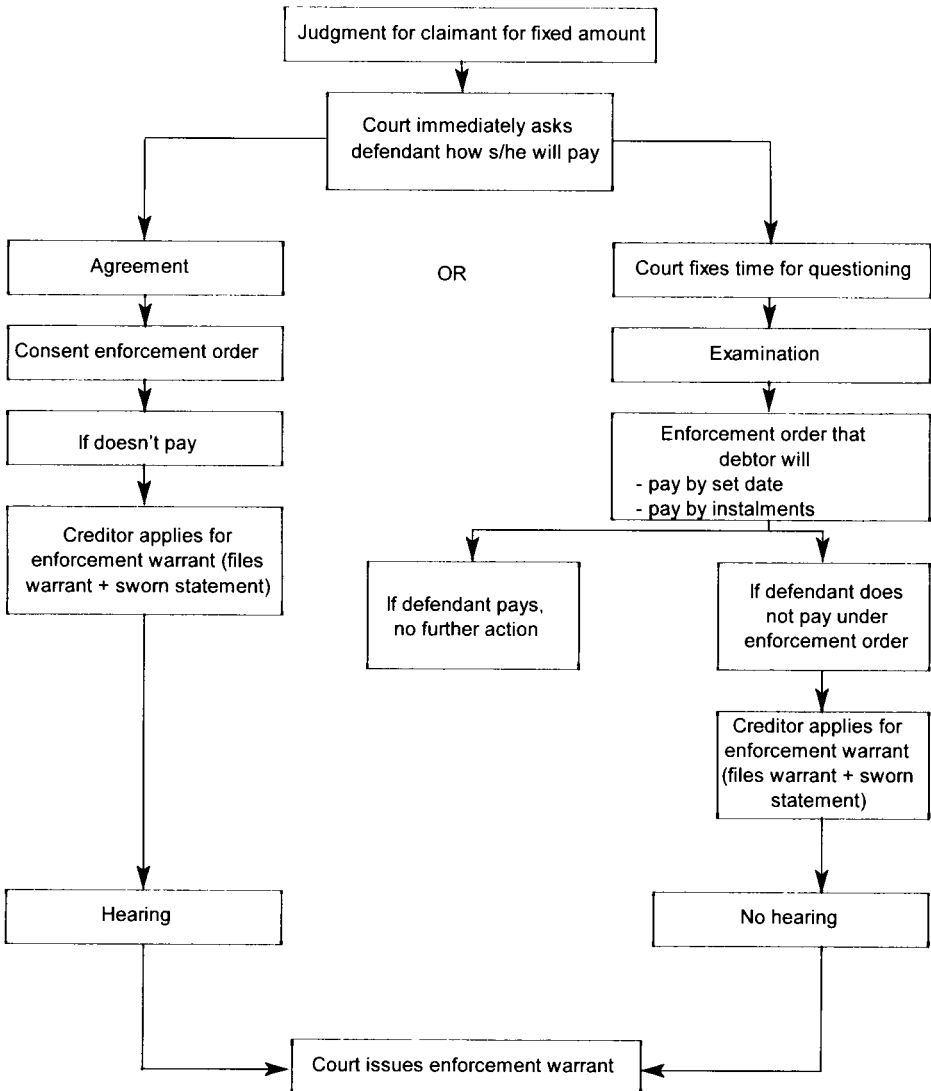 Judgment for claimant for fixed amount
Court immediately asks
defendant how s/he will pay
Agreement
OR
Court fixes time for questioning
Consent enforcement order
Examination
If doesn't pay
Enforcement order that
debtor will
- pay by set date
- pay by instalments
Creditor applies for
enforcement warrant (files
warrant + sworn statement)
If defendant pays,
no further action
If defendant does
not pay under
enforcement order
Creditor applies for
enforcement warrant
(files warrant + sworn
statement)
Hearing
No hearing
Court issues enforcement warrant